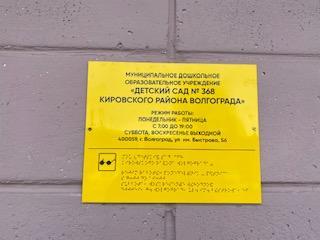 МУНИЦИПАЛЬНОЕ ДОШКОЛЬНОЕ
ОБРАЗОВАТЕЛЬНОЕ УЧРЕЖДЕНИЕ
«ДЕТСКИЙ САД № 368
КИРОВСКОГО РАЙОНА ВОЛГОГРАДА»
РЕЖИМ РАБОТЫ:
ПОНЕДЕЛЬНИК - ПЯТНИЦА
С 7:00 ДО 19:00
СУББОТА, ВОСКРЕСЕНЬЕ ВЫХОДНОЙ
400059, г. Волгоград, ул. им. Быстрова, 56